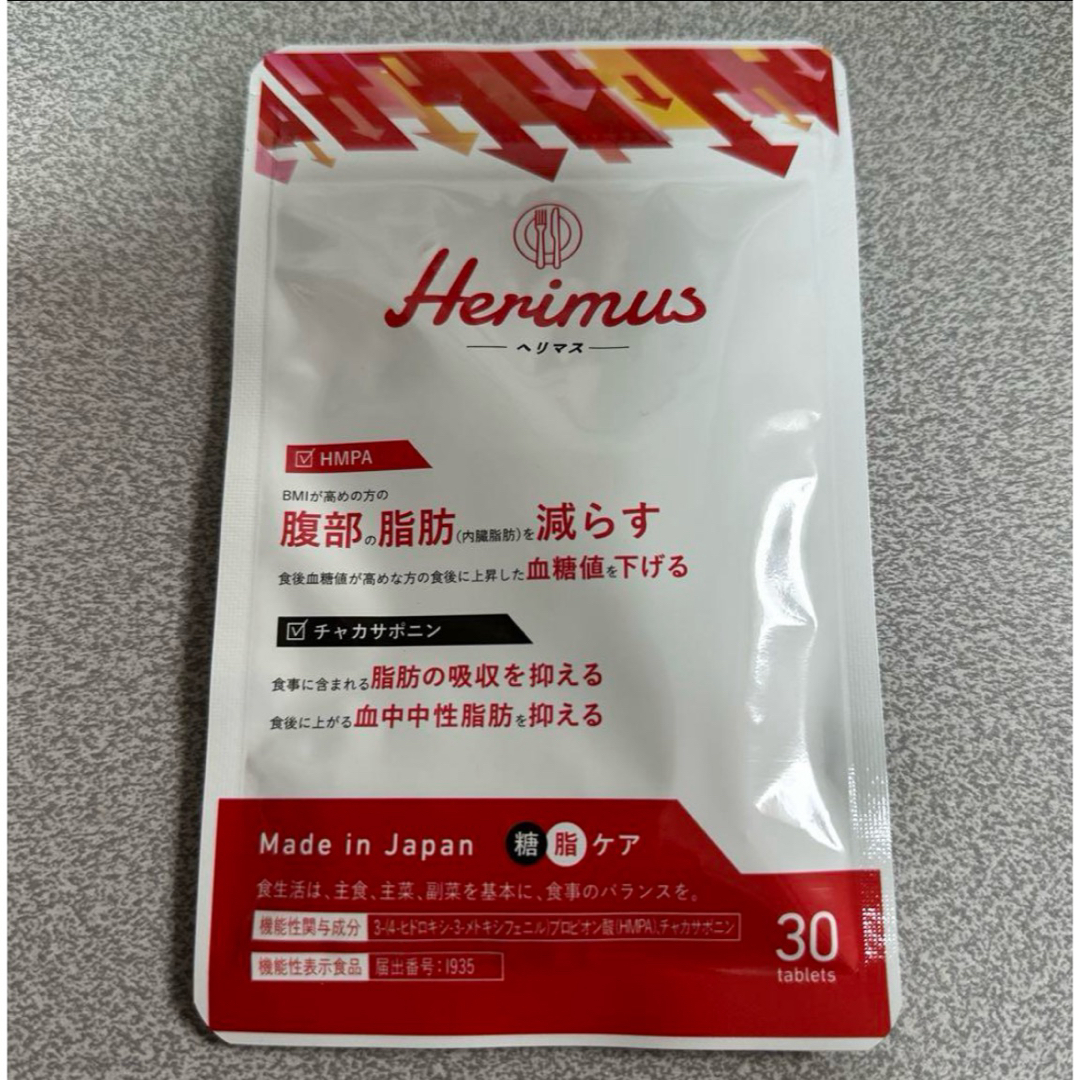 Herimus
ヘリマス
HMPA
BMIが高めの方の
腹部の脂肪(内臓脂肪)を減らす
食後血糖値が高めな方の食後に上昇した血糖値を下げる
チャカサポニン
食事に含まれる脂肪の吸収を抑える
食後に上がる血中中性脂肪を抑える
Made in Japan 糖脂ケア
食生活は、主食、主菜、副菜を基本に、食事のバランスを。
機能性関与成分 3-(4-ヒドロキシ-3-メトキシフェニル)プロピオン酸(HMPA)、チャカサポニン
機能性表示食品 届出番号:I935
30
tablets